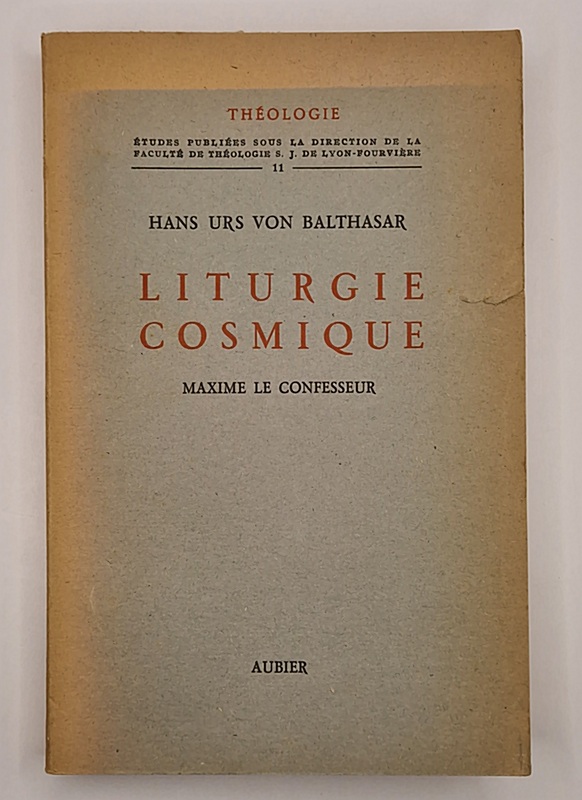 THÉOLOGIE
ÉTUDES PUBLIÉES SOUS LA DIRECTION DE LA
FACULTÉ DE THÉOLOGIE S. J. DE LYON-FOURVIÈRE
11
HANS URS VON BALTHASAR
LITURGIE
COSMIQUE
MAXIME LE CONFESSEUR
AUBIER